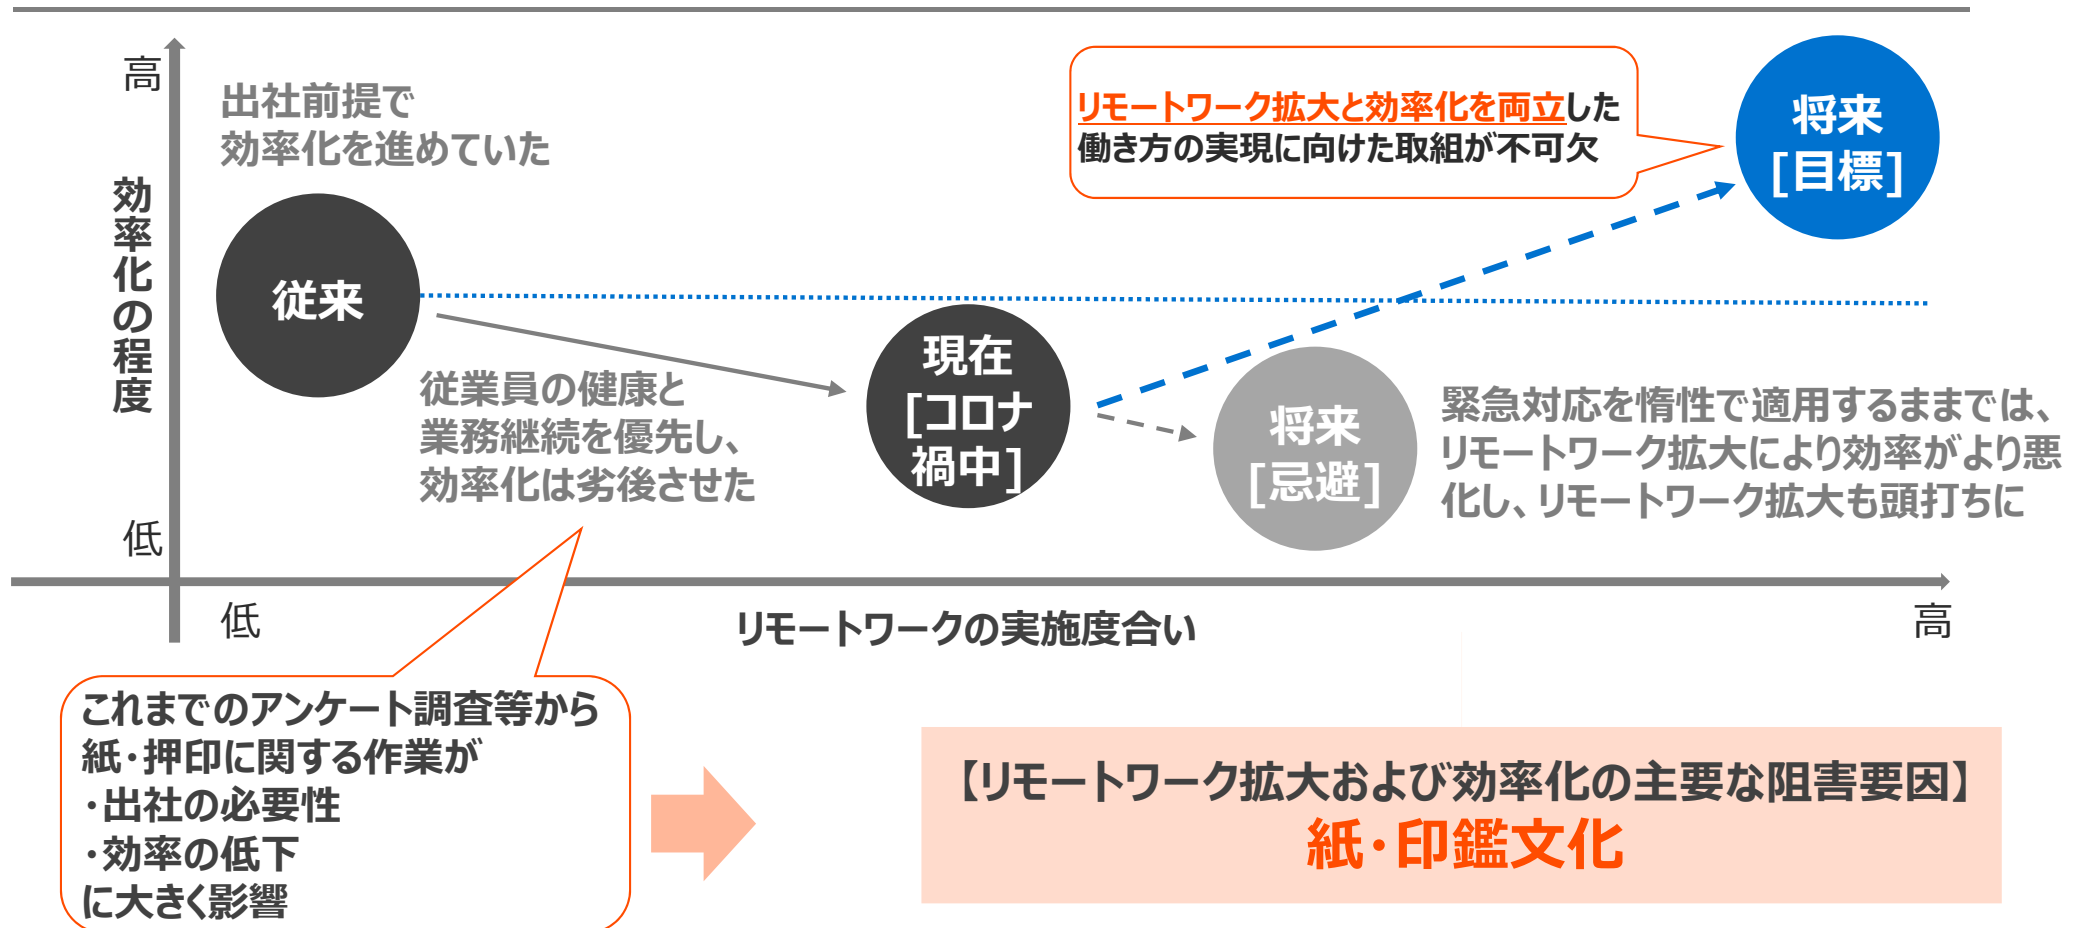 高
出社前提で
効率化を進めていた
リモートワーク拡大と効率化を両立した
働き方の実現に向けた取組が不可欠
将来
[目標]
効率化の程度
従来
現在
[コロナ
禍中]
従業員の健康と
業務継続を優先し、
効率化は劣後させた
将来
[忌避]
緊急対応を惰性で適用するままでは、
リモートワーク拡大により効率がより悪
化し、リモートワーク拡大も頭打ちに
低
低
リモートワークの実施度合い
高
これまでのアンケート調査等から
紙・押印に関する作業が
・出社の必要性
・効率の低下
に大きく影響
【リモートワーク拡大および効率化の主要な阻害要因】
紙・印鑑文化